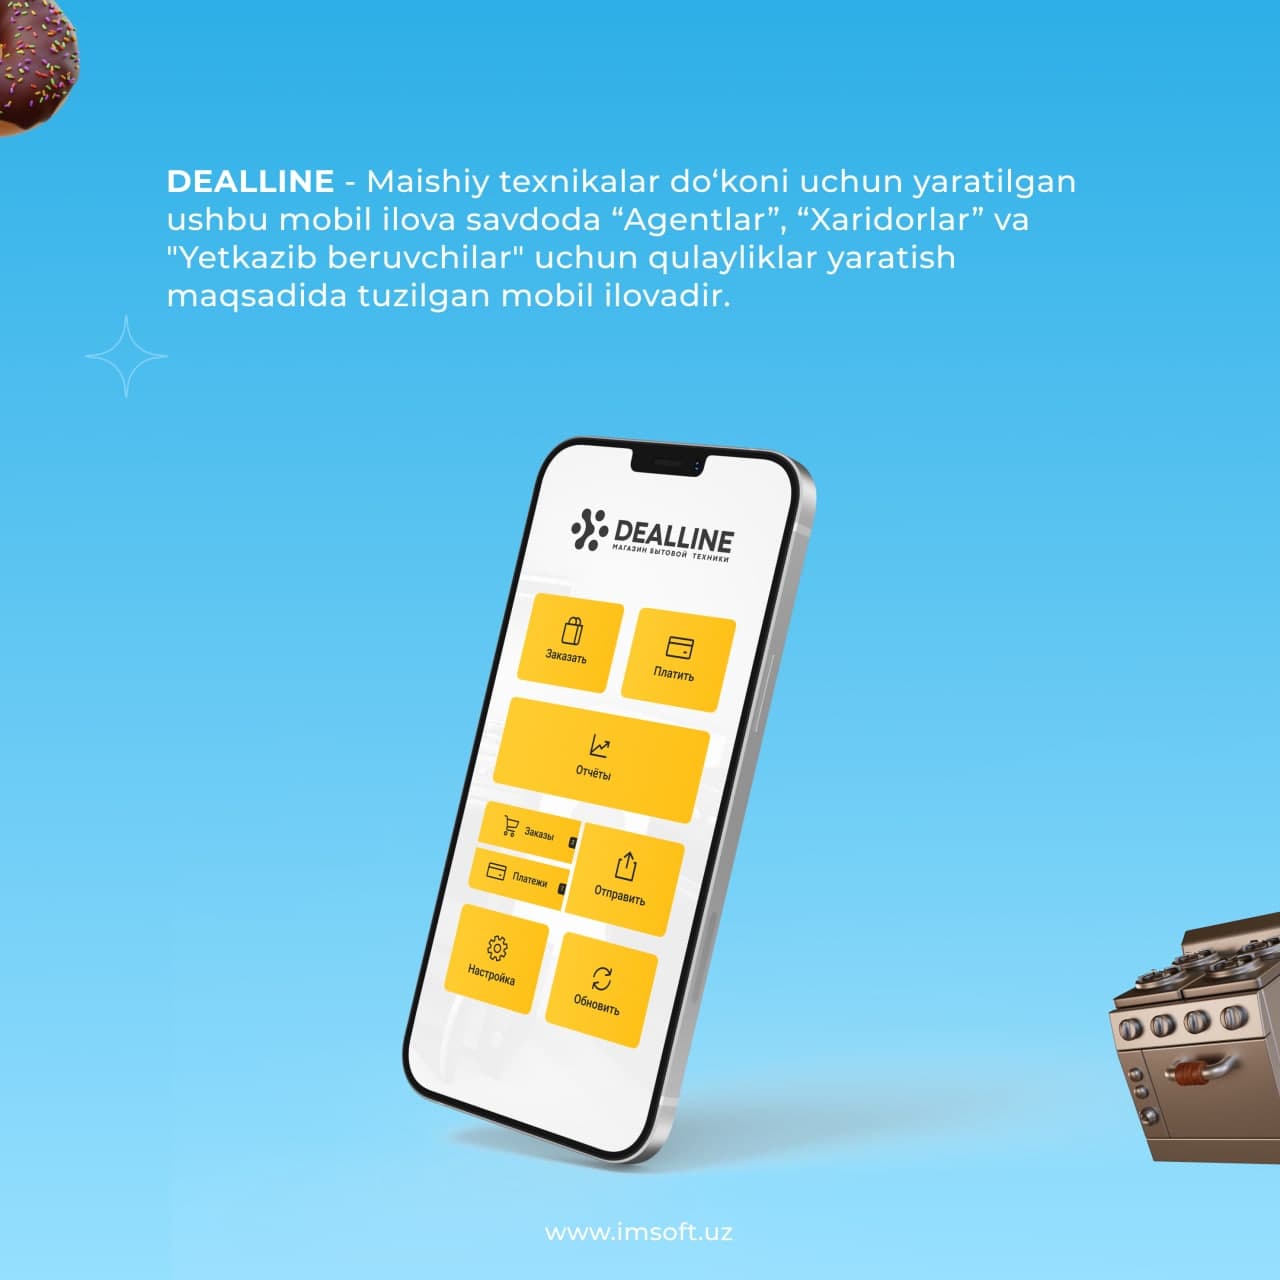 DEALLINE - Maishiy texnikalar do‘koni uchun yaratilgan
ushbu mobil ilova savdoda “Agentlar”, “Xaridorlar” va
"Yetkazib beruvchilar" uchun qulayliklar yaratish
maqsadida tuzilgan mobil ilovadir.
DEALLINE
МАГАЗИН БЫТОВОЙ ТЕХНИКИ
Заказать
Платить
Отчёты
Заказы
Платежи
Отправить
Настройка
Обновить
www.imsoft.uz